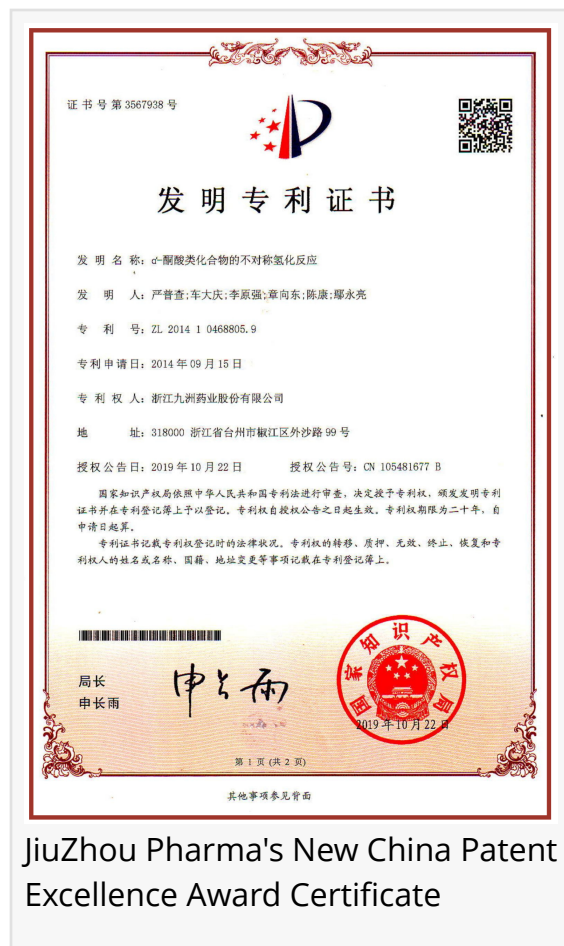 证书号第3567938号
发明专利证书
发明名称：α-酮酸类化合物的不对称氢化反应
发明人：严普查;车大庆;李原强;章向东;陈康;鄢永亮
专利号：ZL 2014 1 0468805.9
专利申请日：2014年09月15日
专利权人：浙江九洲药业股份有限公司
地址：318000 浙江省台州市椒江区外沙路99号
授权公告日：2019年10月22日 授权公告号：CN 105481677 B
国家知识产权局依照中华人民共和国专利法进行审查，决定授予专利权，颁发发明专利
证书并在专利登记簿上予以登记。专利权自授权公告之日起生效。专利权期限为二十年，自
申请日起算。
专利证书记载专利权登记时的法律状况。专利权的转移、质押、无效、终止、恢复和专
利权人的姓名或名称、国籍、地址变更等事项记载在专利登记簿上。
局长
申长雨
申长雨
国家知识产权局
2019年10月22日
第 1 页 (共 2 页)
其他事项参见背面
JiuZhou Pharma's New China Patent
Excellence Award Certificate